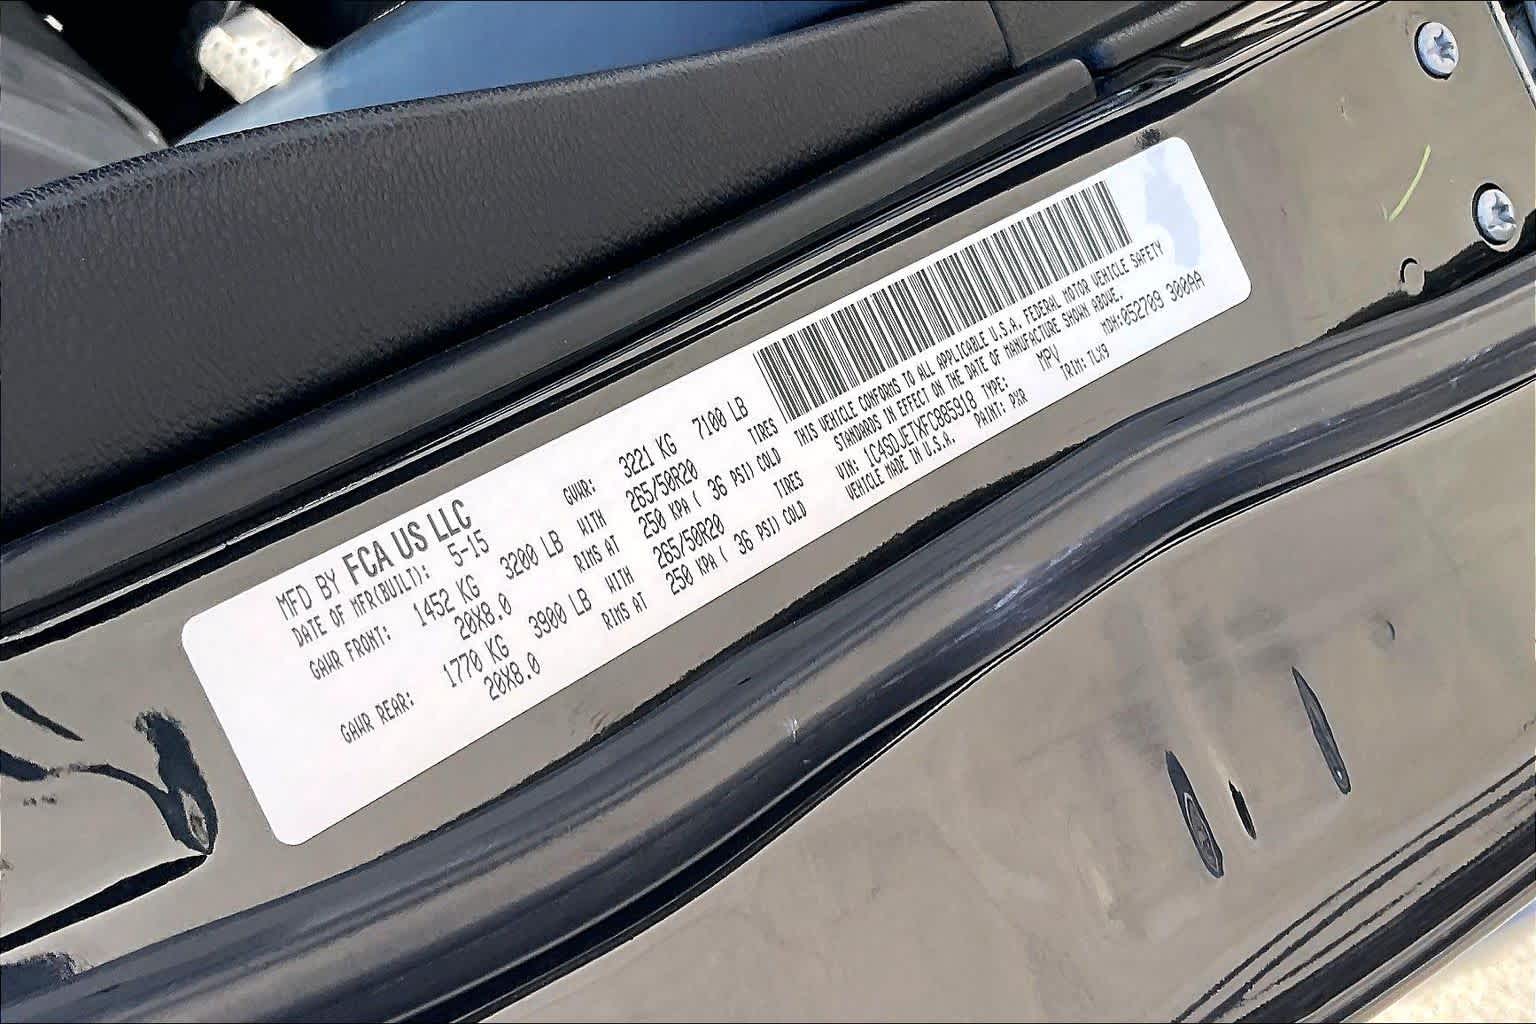 MFD BY FCA US LLC
DATE OF MFR(BUILT): 5-15 GVWR: 3221 KG 7100 LB
GAWR FRONT: 1452 KG 3200 LB WITH 265/50R20 TIRES
20X8.0 RIMS AT 250 KPA ( 36 PSI) COLD
GAWR REAR: 1770 KG 3900 LB WITH 265/50R20 TIRES
20X8.0 RIMS AT 250 KPA ( 36 PSI) COLD
THIS VEHICLE CONFORMS TO ALL APPLICABLE U.S.A. FEDERAL MOTOR VEHICLE SAFETY
STANDARDS IN EFFECT ON THE DATE OF MANUFACTURE SHOWN ABOVE.
VIN: 1C4SDJETXFC885918 TYPE: MPV MDH:052709 300AA
VEHICLE MADE IN U.S.A. PAINT: PXR TRIM: TLX9